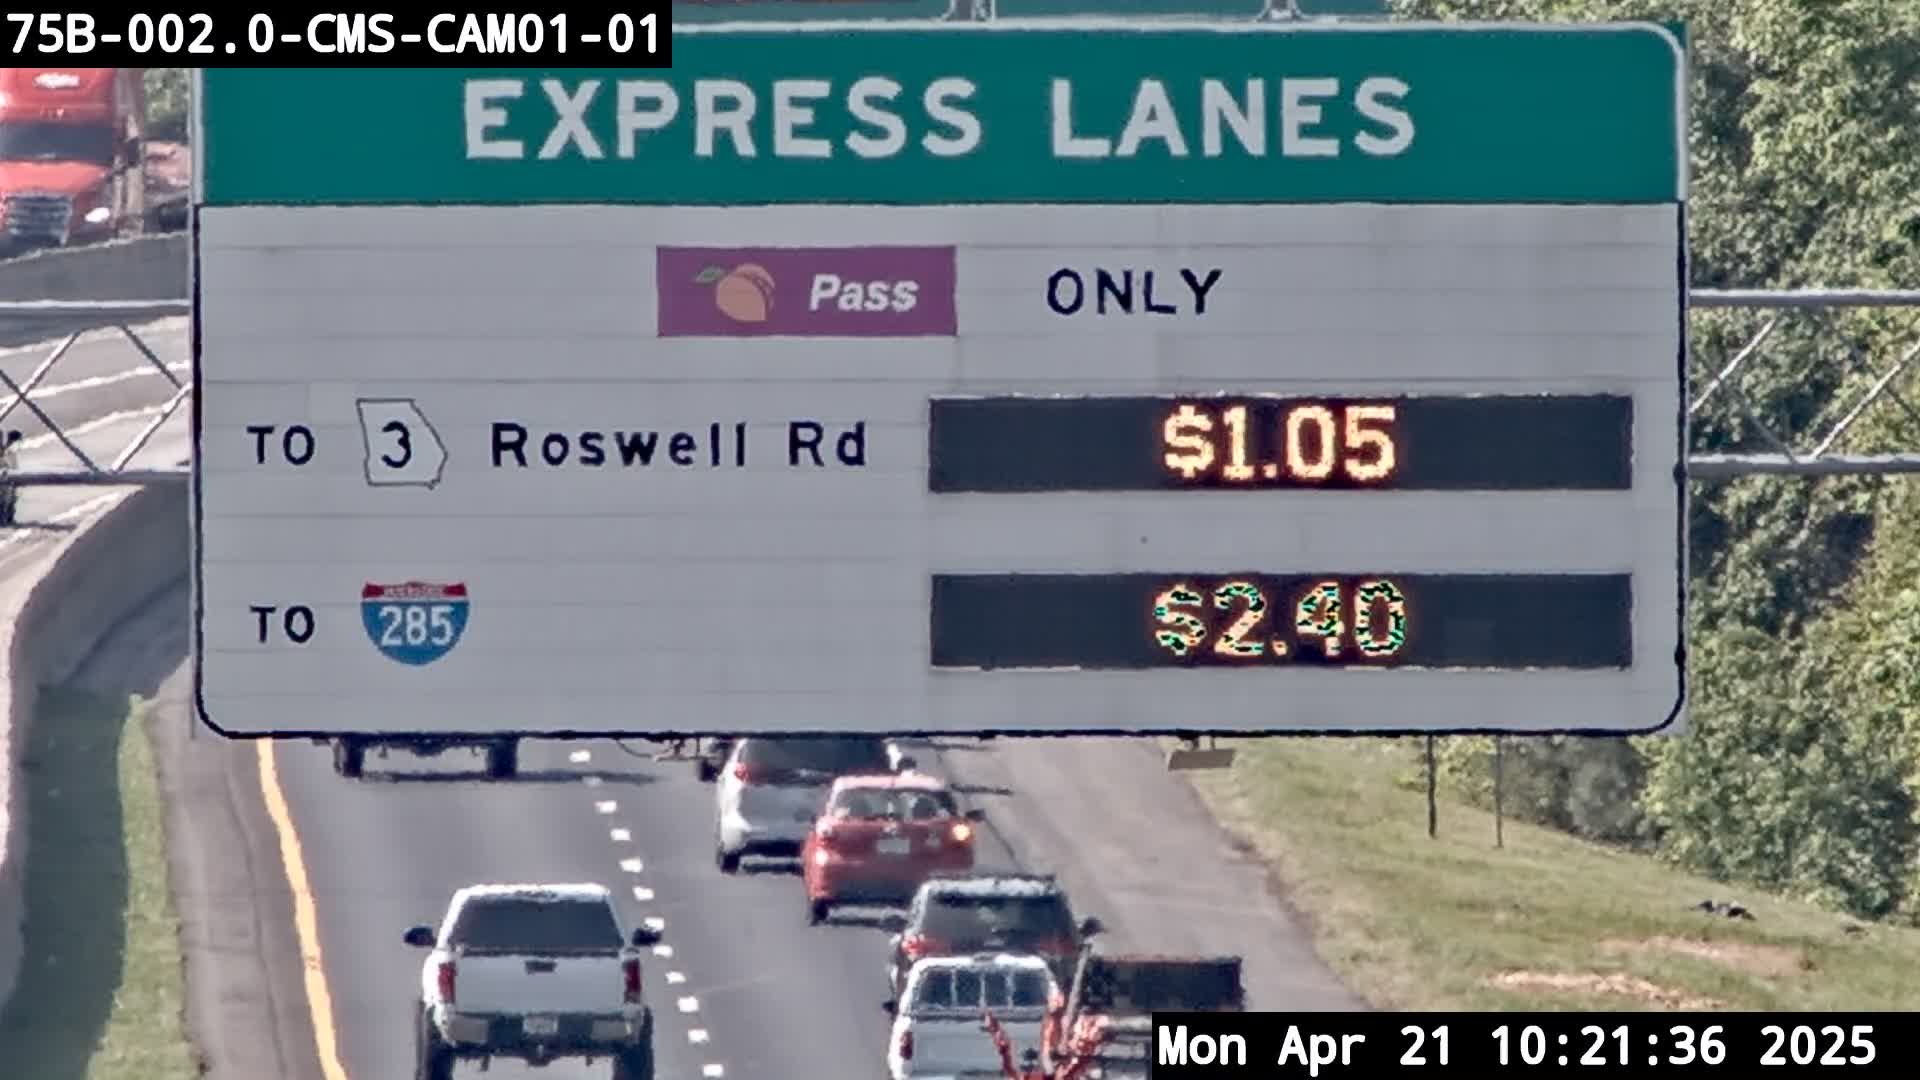 75B-002.0-CMS-CAM01-01
EXPRESS LANES
Pass ONLY
TO 3 Roswell Rd $1.05
TO 285 $2.40
Mon Apr 21 10:21:36 2025